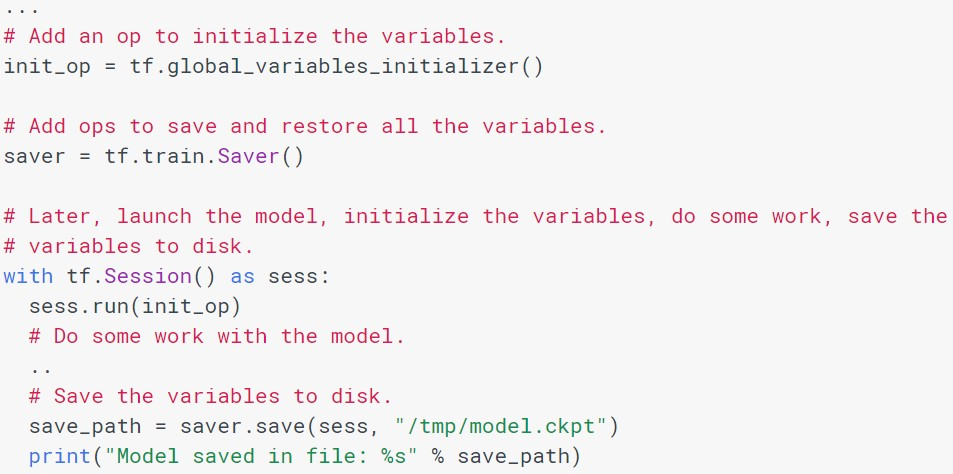 ...
# Add an op to initialize the variables.
init_op = tf.global_variables_initializer()
# Add ops to save and restore all the variables.
saver = tf.train.Saver()
# Later, launch the model, initialize the variables, do some work, save the
# variables to disk.
with tf.Session() as sess:
  sess.run(init_op)
  # Do some work with the model.
  ..
  # Save the variables to disk.
  save_path = saver.save(sess, "/tmp/model.ckpt")
  print("Model saved in file: %s" % save_path)